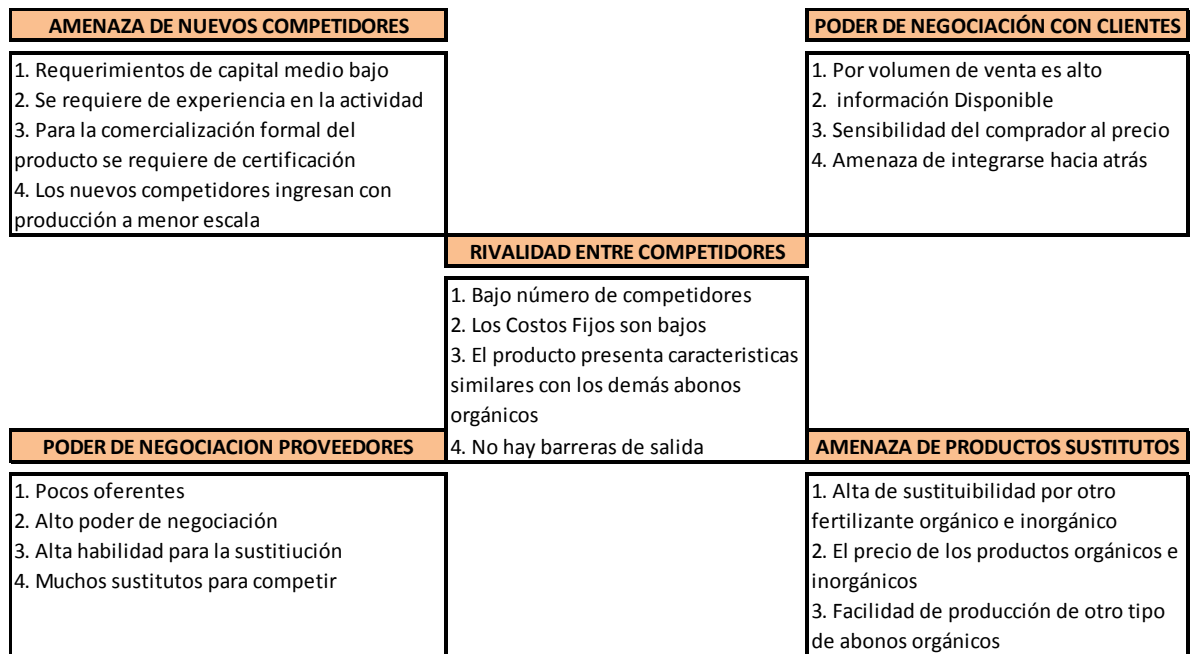 AMENAZA DE NUEVOS COMPETIDORES
1. Requerimientos de capital medio bajo
2. Se requiere de experiencia en la actividad
3. Para la comercialización formal del
producto se requiere de certificación
4. Los nuevos competidores ingresan con
producción a menor escala
PODER DE NEGOCIACIÓN CON CLIENTES
1. Por volumen de venta es alto
2. información Disponible
3. Sensibilidad del comprador al precio
4. Amenaza de integrarse hacia atrás
RIVALIDAD ENTRE COMPETIDORES
1. Bajo número de competidores
2. Los Costos Fijos son bajos
3. El producto presenta caracteristicas
similares con los demás abonos
orgánicos
4. No hay barreras de salida
PODER DE NEGOCIACION PROVEEDORES
1. Pocos oferentes
2. Alto poder de negociación
3. Alta habilidad para la sustitiución
4. Muchos sustitutos para competir
AMENAZA DE PRODUCTOS SUSTITUTOS
1. Alta de sustituibilidad por otro
fertilizante orgánico e inorgánico
2. El precio de los productos orgánicos e
inorgánicos
3. Facilidad de producción de otro tipo
de abonos orgánicos